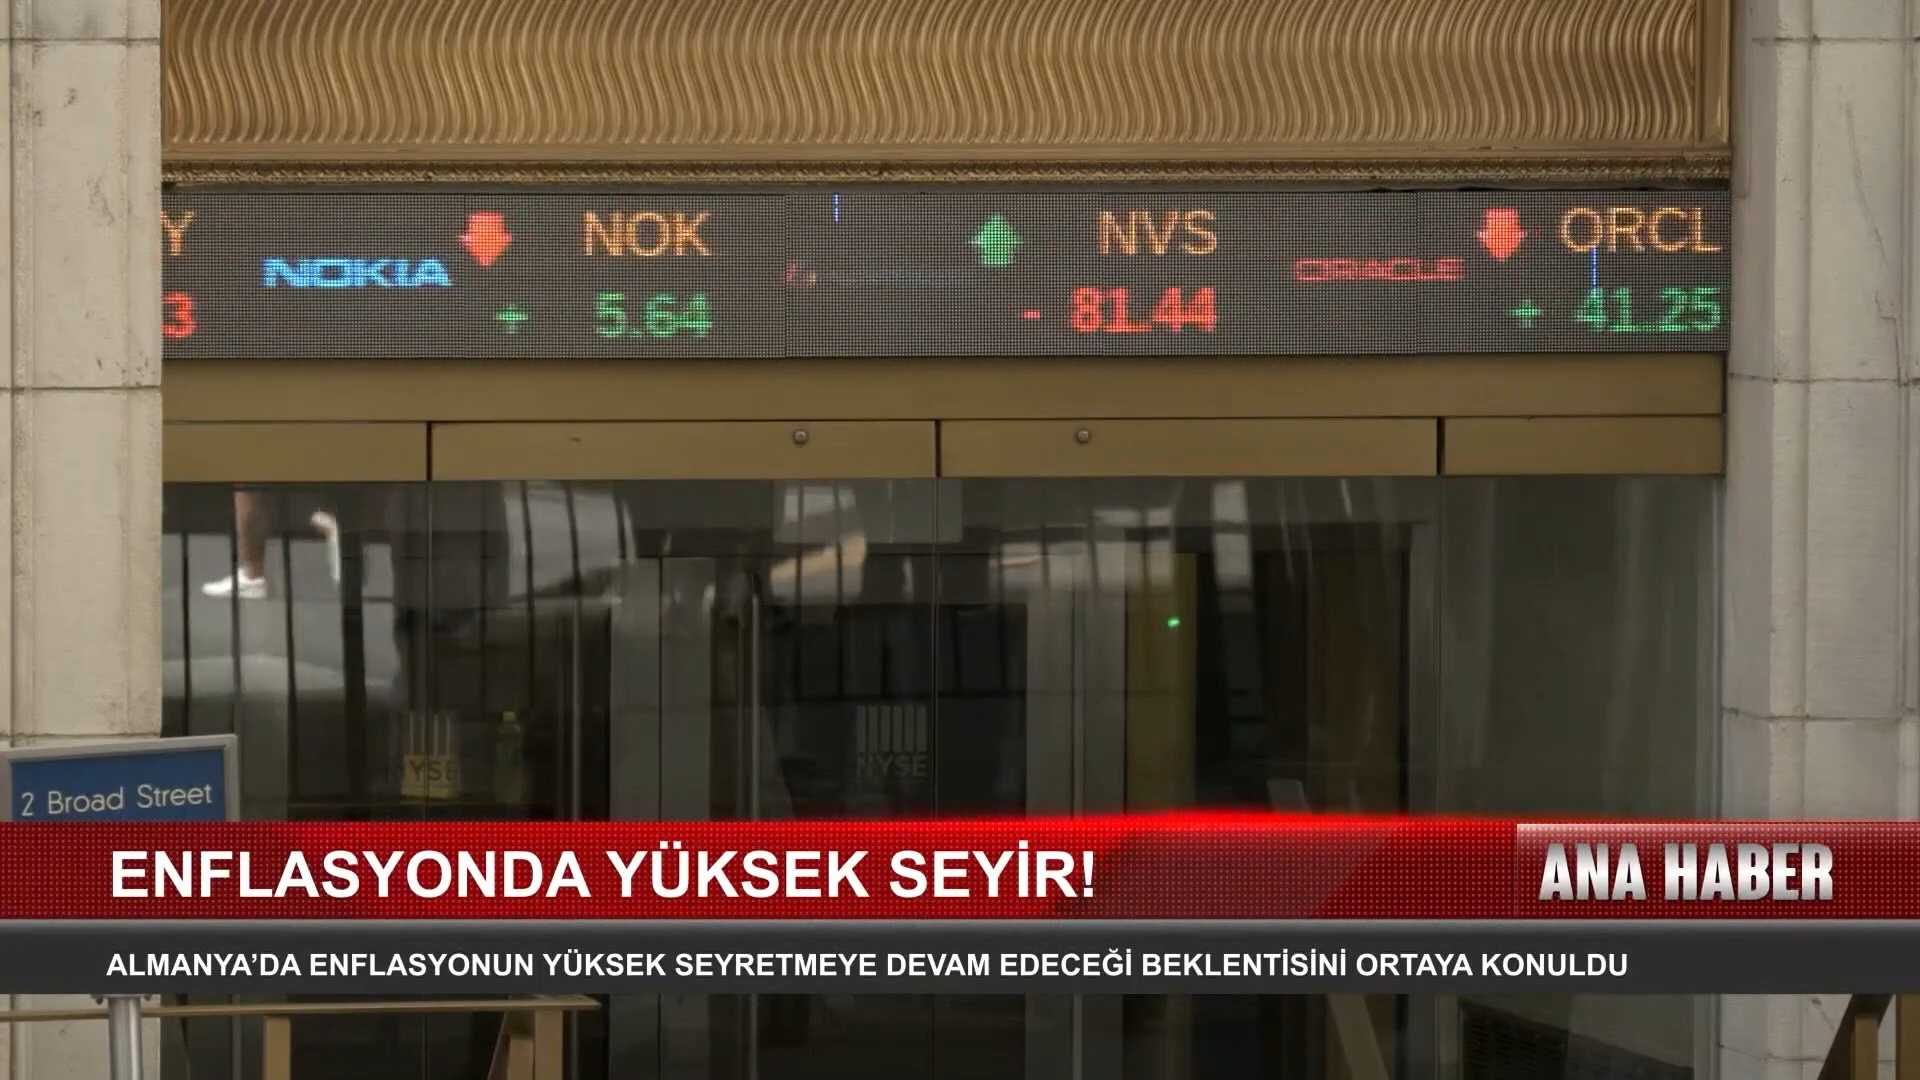 Y NOKIA NOK NVS ORACLE ORCL
3 + 5.64 - 81.44 + 41.25
NYSE NYSE
2 Broad Street
ENFLASYONDA YÜKSEK SEYİR!
ANA HABER
ALMANYA’DA ENFLASYONUN YÜKSEK SEYRETMEYE DEVAM EDECEĞİ BEKLENTİSİNİ ORTAYA KONULDU